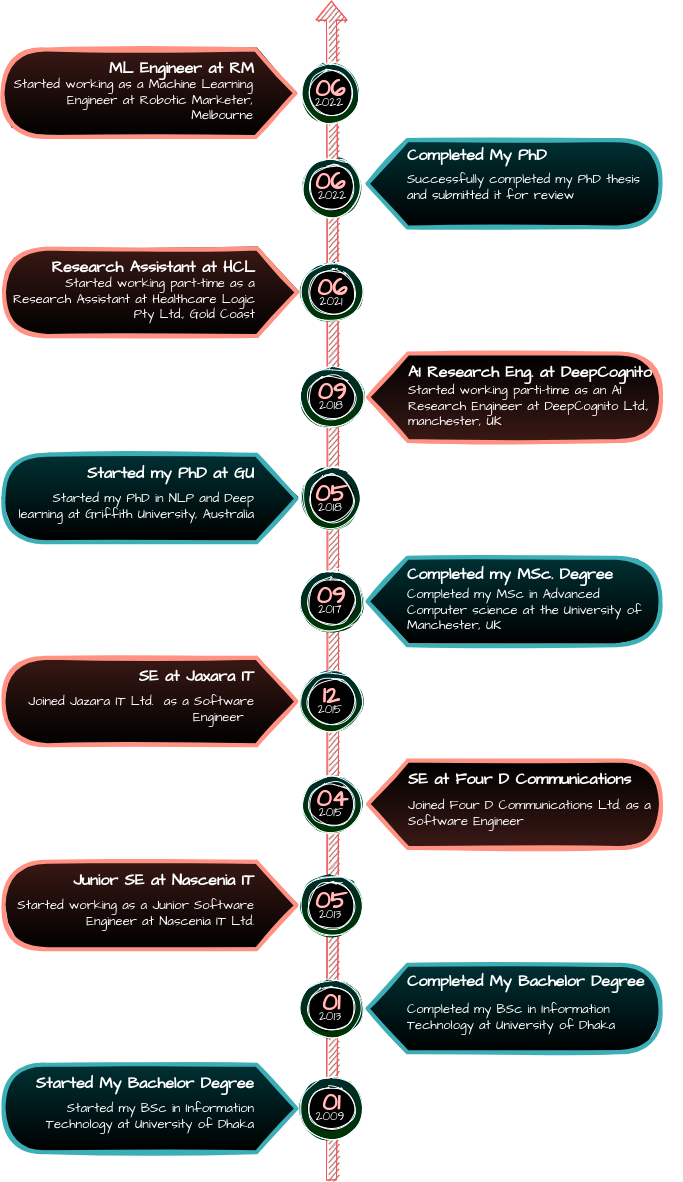 ML Engineer at RM
Started working as a Machine Learning
Engineer at Robotic Marketer,
Melbourne
06
2022
Completed My PhD
Successfully completed my PhD thesis
and submitted it for review
06
2022
Research Assistant at HCL
Started working part-time as a
Research Assistant at Healthcare Logic
Pty Ltd., Gold Coast
06
2021
AI Research Eng. at DeepCognito
Started working parti-time as an AI
Research Engineer at DeepCognito Ltd,
manchester, UK
09
2018
Started my PhD at GU
Started my PhD in NLP and Deep
learning at Griffith University, Australia
05
2018
Completed my MSc. Degree
Completed my MSc in Advanced
Computer science at the University of
Manchester, UK
09
2017
SE at Jaxara IT
Joined Jazara IT Ltd. as a Software
Engineer
12
2015
SE at Four D Communications
Joined Four D Communications Ltd. as a
Software Engineer
04
2015
Junior SE at Nascenia IT
Started working as a Junior Software
Engineer at Nascenia IT Ltd.
05
2013
Completed My Bachelor Degree
Completed my BSc in Information
Technology at University of Dhaka
01
2013
Started My Bachelor Degree
Started my BSc in Information
Technology at University of Dhaka
01
2009